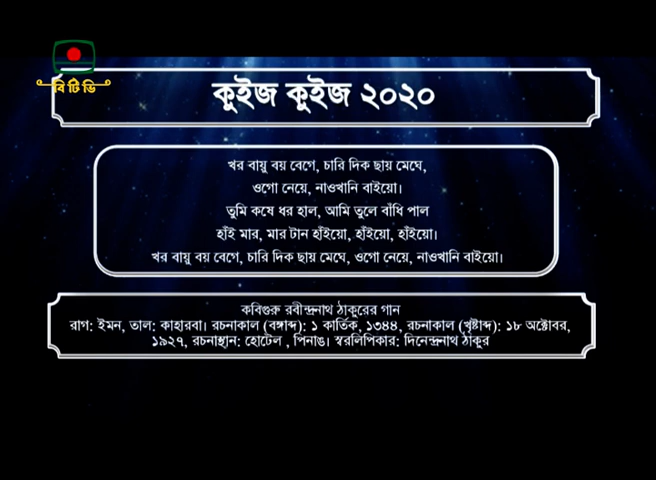 বি টি ভি
কুইজ কুইজ ২০২০
খর বায়ু বয় বেগে, চারি দিক ছায় মেঘে,
ওগো নেয়ে, নাওখানি বাইয়ো।
তুমি কষে ধর হাল, আমি তুলে বাঁধি পাল
হাঁই মার, মার টান হাঁইয়ো, হাঁইয়ো, হাঁইয়ো।
খর বায়ু বয় বেগে, চারি দিক ছায় মেঘে, ওগো নেয়ে, নাওখানি বাইয়ো।
কবিগুরু রবীন্দ্রনাথ ঠাকুরের গান
রাগ: ইমন, তাল: কাহারবা। রচনাকাল (বঙ্গাব্দ): ১ কার্তিক, ১৩৪৪, রচনাকাল (খৃষ্টাব্দ): ১৮ অক্টোবর,
১৯২৭, রচনাস্থান: হোটেল , পিনাঙ। স্বরলিপিকার: দিনেন্দ্রনাথ ঠাকুর